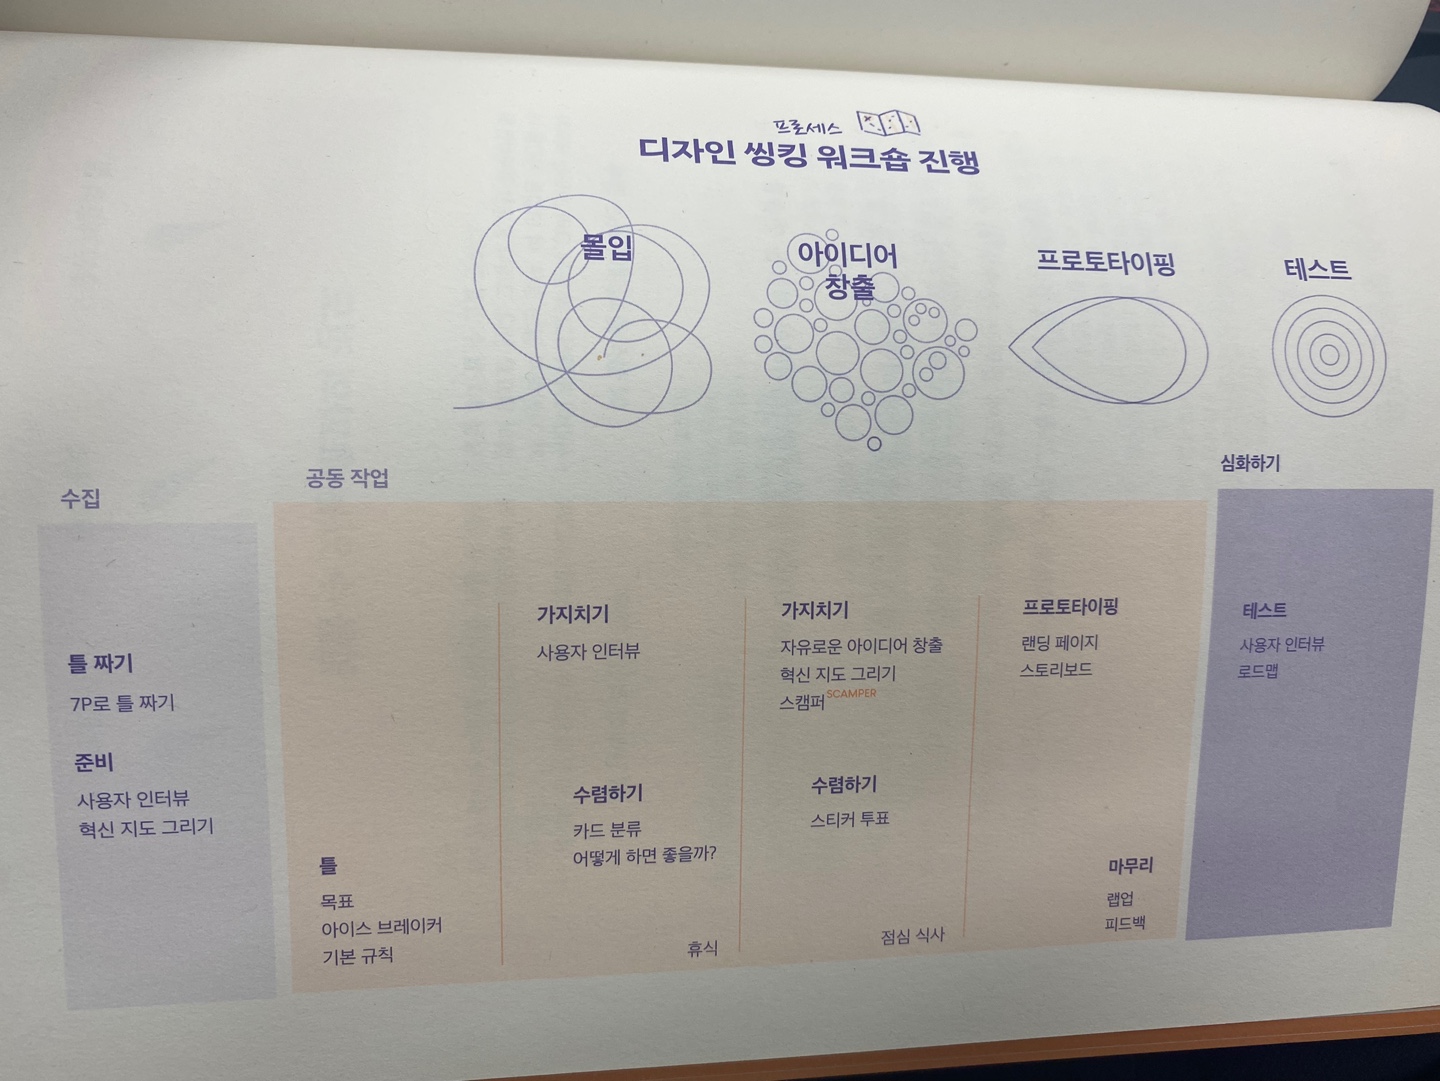 프로세스
디자인 씽킹 워크숍 진행
몰입
아이디어
창출
프로토타이핑
테스트
수집
틀 짜기
7P로 틀 짜기
준비
사용자 인터뷰
혁신 지도 그리기
공동 작업
틀
목표
아이스 브레이커
기본 규칙
가지치기
사용자 인터뷰
수렴하기
카드 분류
어떻게 하면 좋을까?
휴식
가지치기
자유로운 아이디어 창출
혁신 지도 그리기
스캠퍼SCAMPER
수렴하기
스티커 투표
점심 식사
프로토타이핑
랜딩 페이지
스토리보드
마무리
랩업
피드백
심화하기
테스트
사용자 인터뷰
로드맵